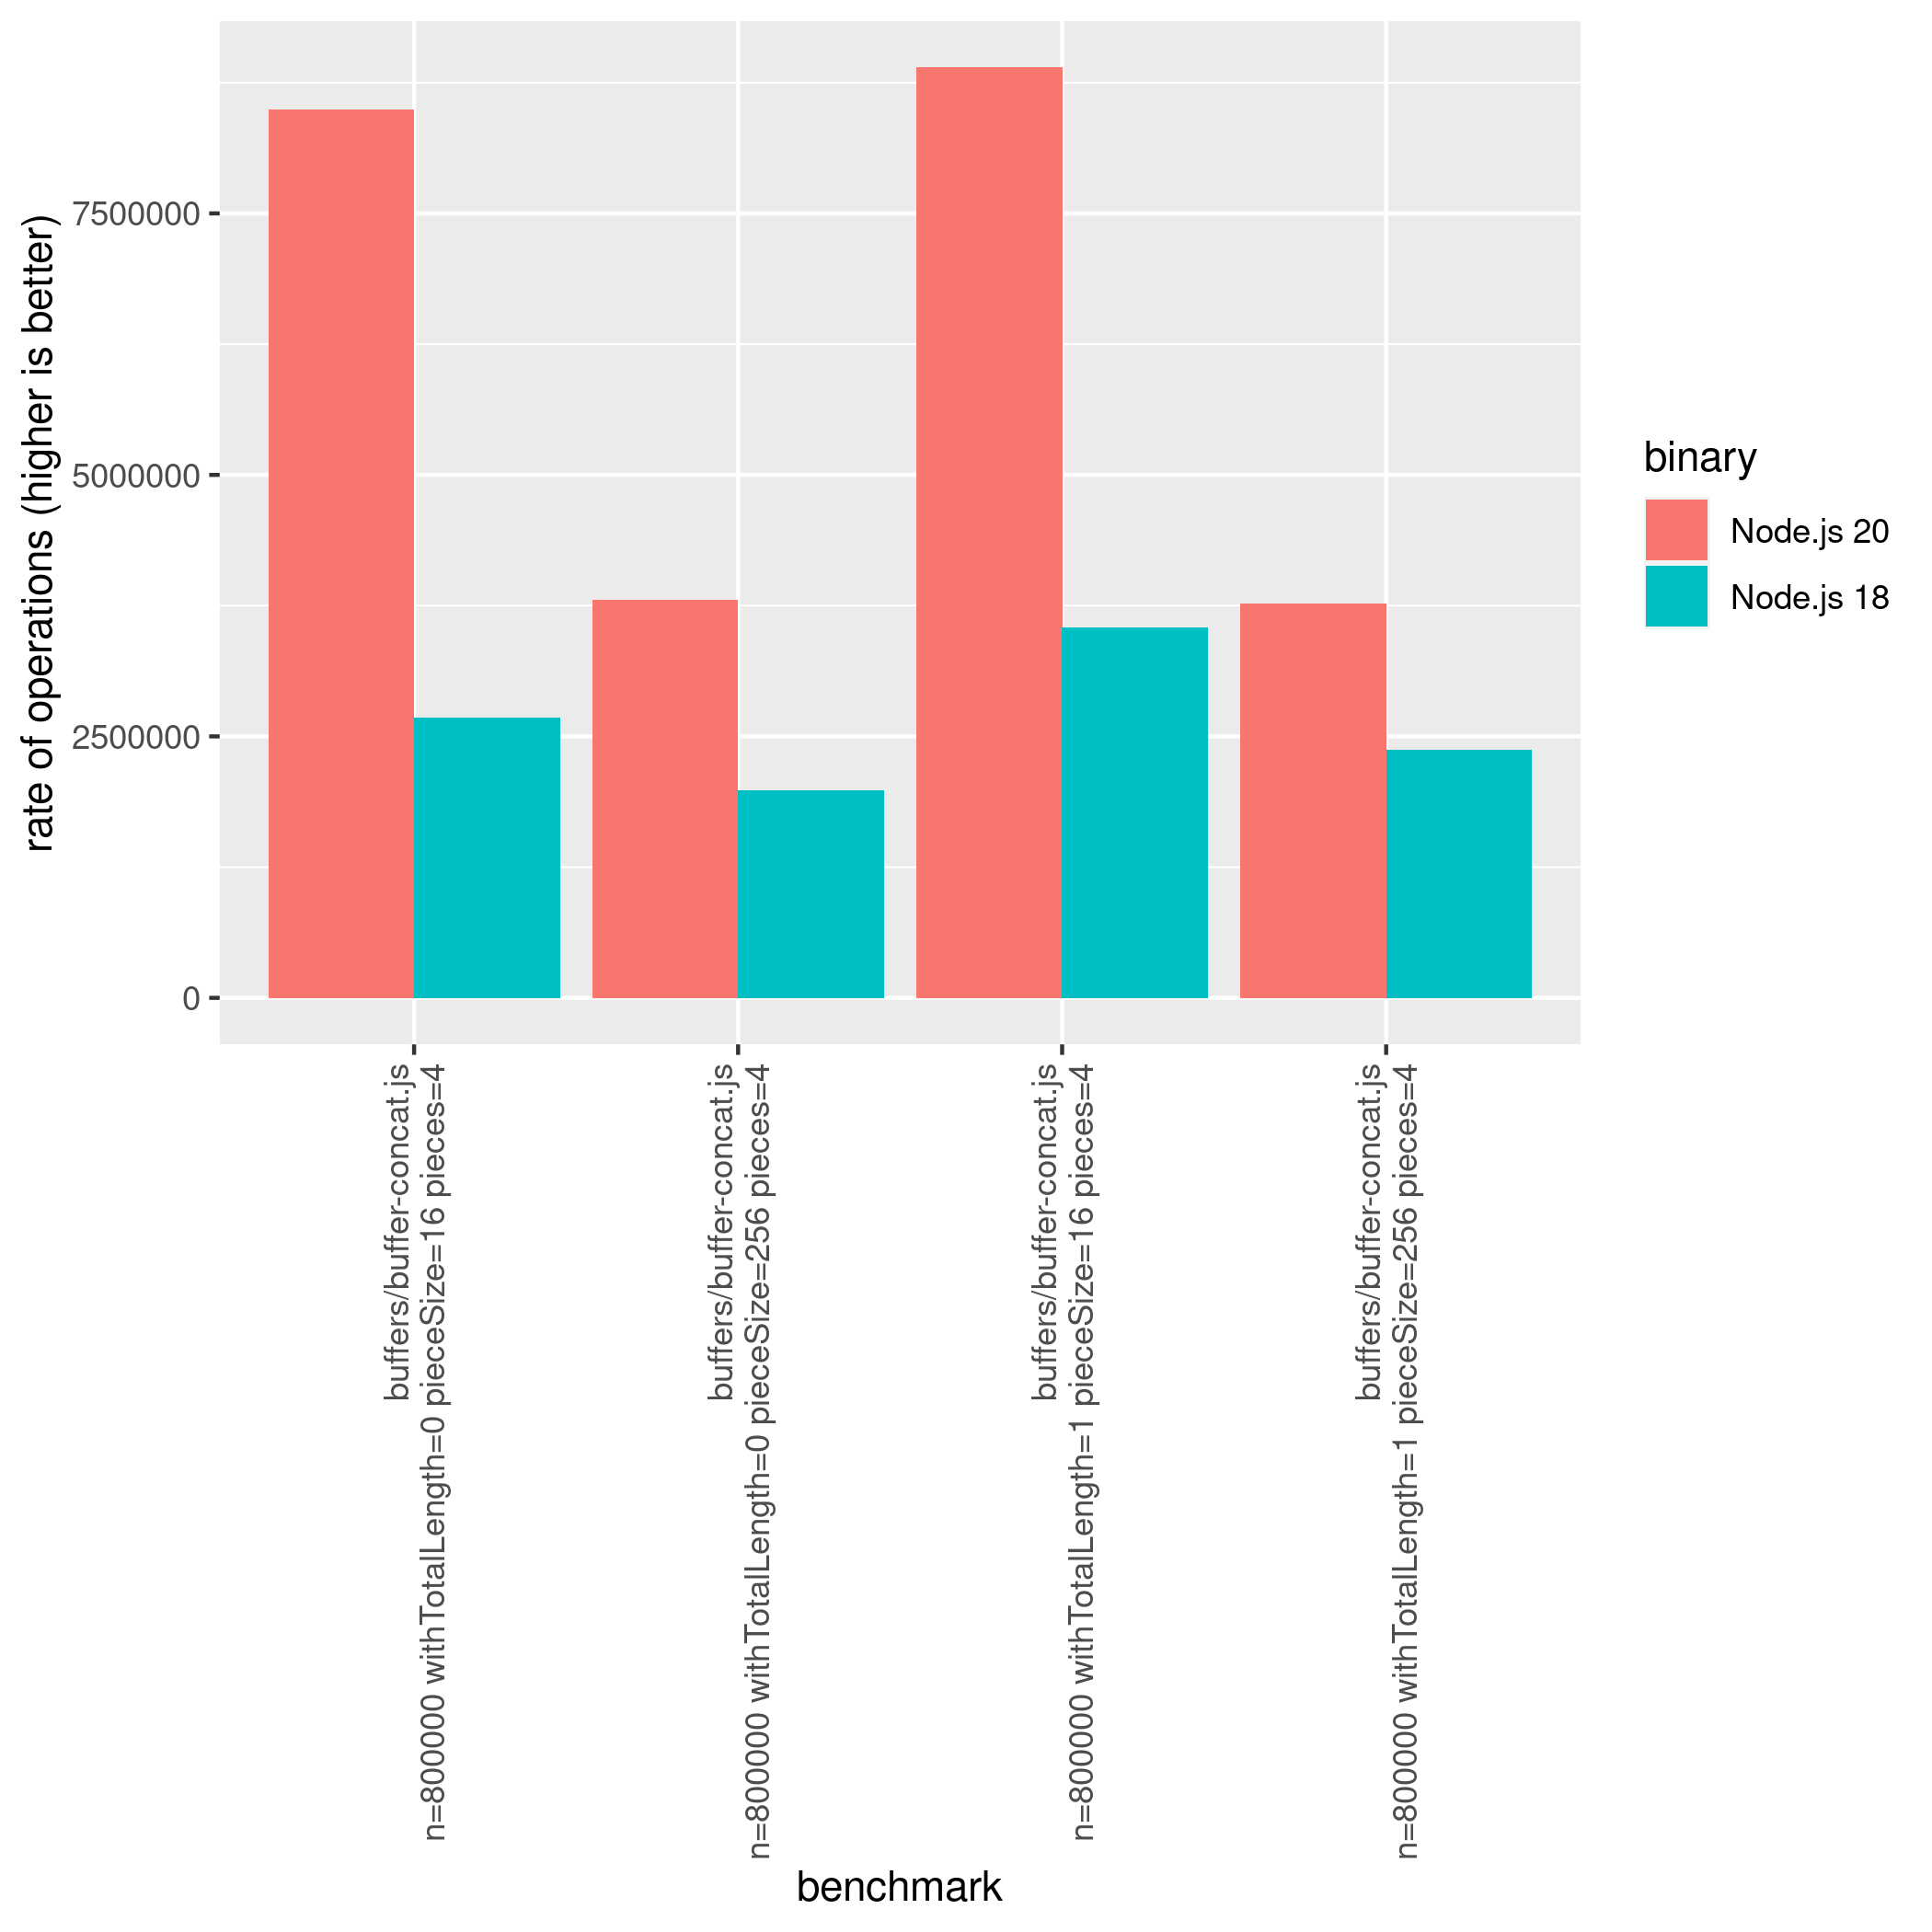 rate of operations (higher is better)
7500000
5000000
2500000
0
buffers/buffer-concat.js
n=800000 withTotalLength=0 pieceSize=16 pieces=4
buffers/buffer-concat.js
n=800000 withTotalLength=0 pieceSize=256 pieces=4
buffers/buffer-concat.js
n=800000 withTotalLength=1 pieceSize=16 pieces=4
buffers/buffer-concat.js
n=800000 withTotalLength=1 pieceSize=256 pieces=4
benchmark
binary
Node.js 20
Node.js 18